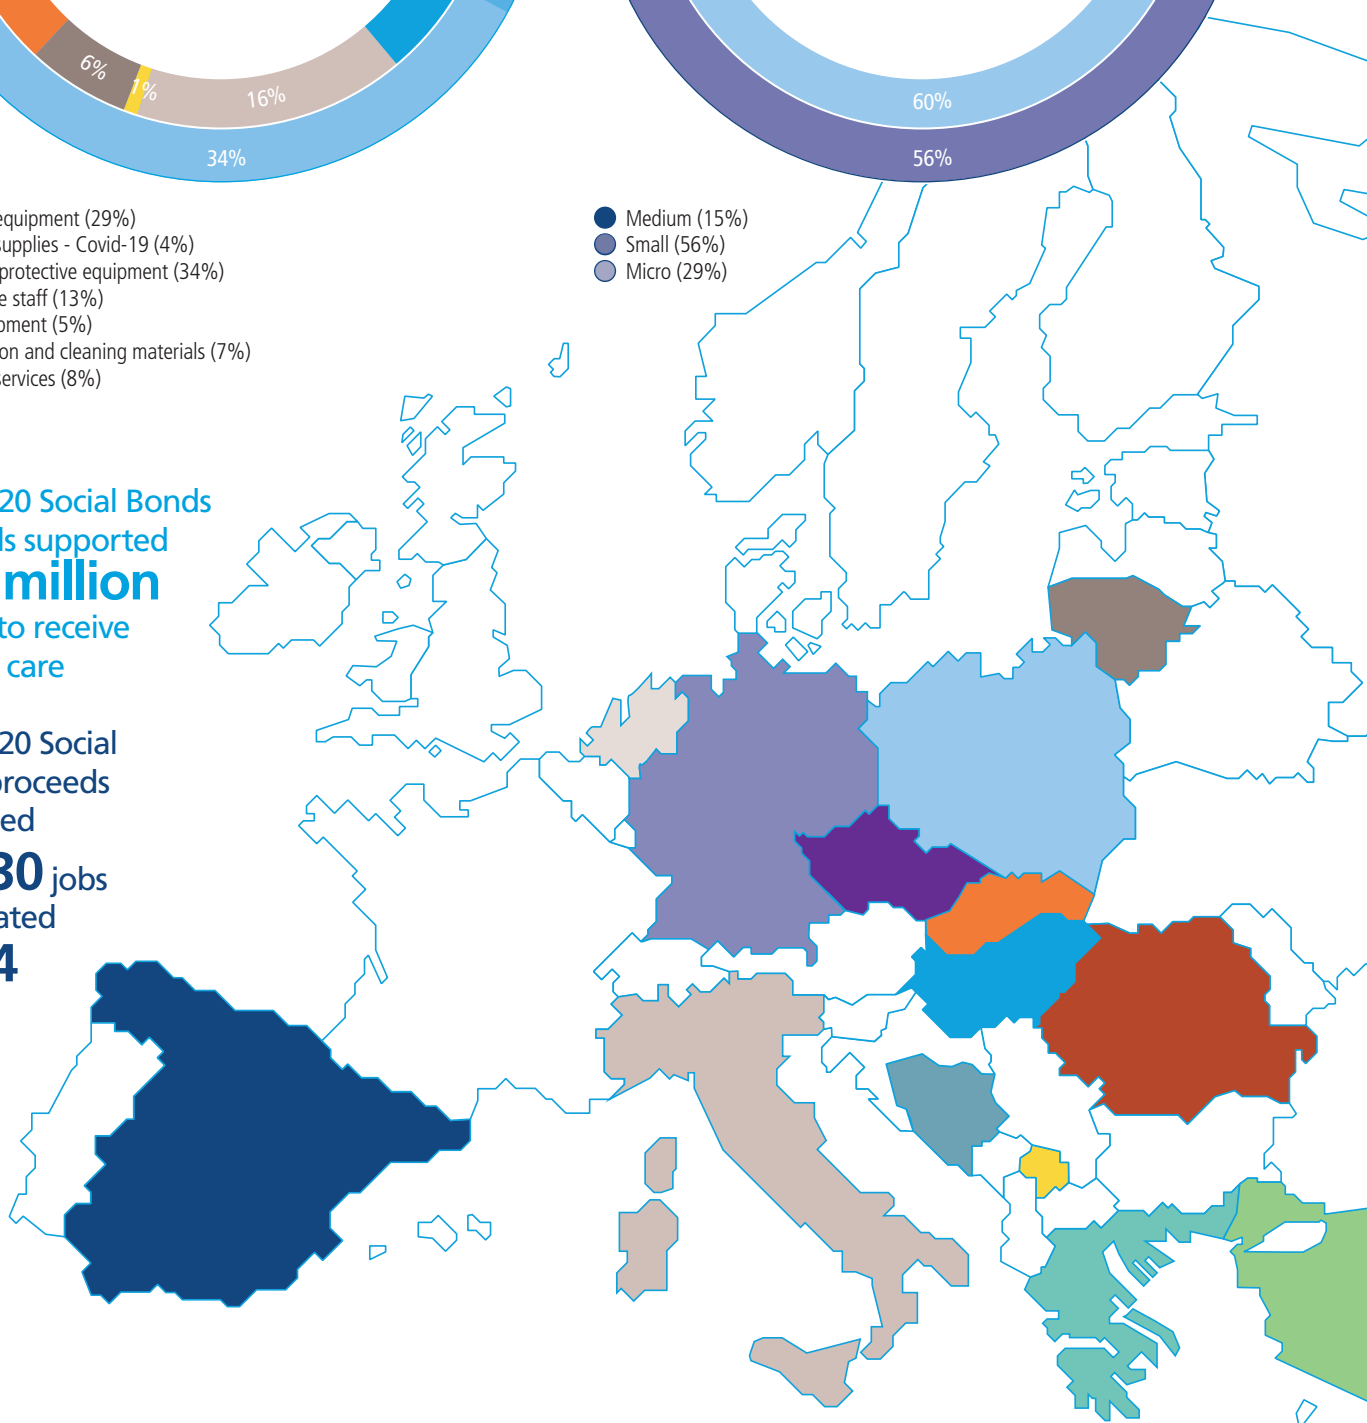 6%
1%
16%
34%
60%
56%
equipment (29%)
supplies - Covid-19 (4%)
protective equipment (34%)
e staff (13%)
pment (5%)
on and cleaning materials (7%)
services (8%)
Medium (15%)
Small (56%)
Micro (29%)
20 Social Bonds
ds supported
million
to receive
care
20 Social
proceeds
ed
80 jobs
ated
4